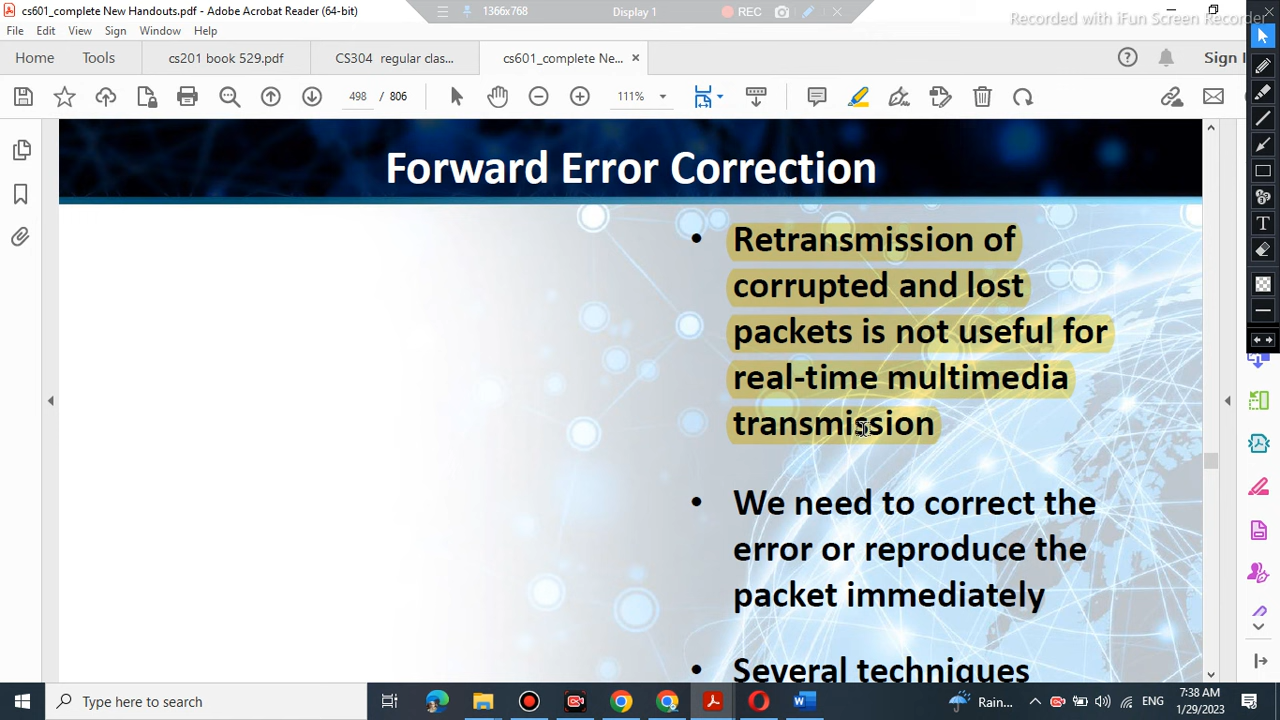 cs601_complete New Handouts.pdf - Adobe Acrobat Reader (64-bit)
1366x768
Display 1
REC
Recorded with iFun Screen Recorder
File Edit View Sign Window Help
Home Tools cs201 book 529.pdf CS304 regular clas... cs601_complete Ne... Sign I
498 / 806 111%
Forward Error Correction
• Retransmission of
corrupted and lost
packets is not useful for
real-time multimedia
transmission
• We need to correct the
error or reproduce the
packet immediately
• Several techniques
Type here to search
Rain...
ENG
7:38 AM
1/29/2023